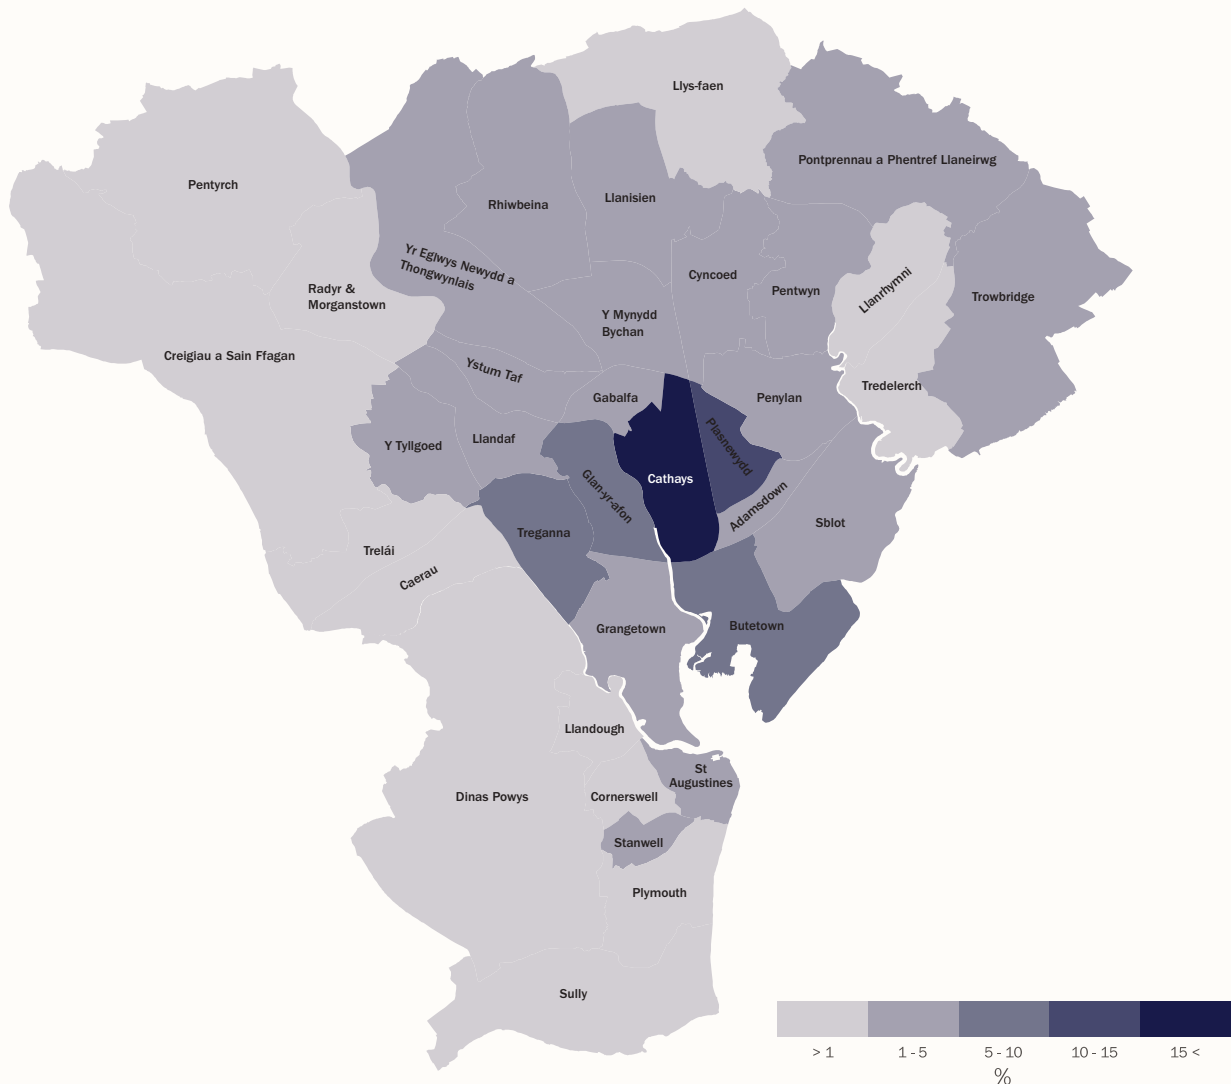 Llys-faen
Pontprennau a Phentref Llaneirwg
Pentyrch
Rhiwbeina
Llanisien
Yr Eglwys Newydd a
Thongwynlais
Cyncoed
Pentwyn
Llanrhymni
Trowbridge
Radyr &
Morganstown
Y Mynydd
Bychan
Creigiau a Sain Ffagan
Ystum Taf
Gabalfa
Penylan
Tredelerch
Y Tyllgoed
Llandaf
Plasnewydd
Cathays
Glan-yr-afon
Adamsdown
Treganna
Sblot
Trelái
Caerau
Grangetown
Butetown
Llandough
St
Augustines
Dinas Powys
Cornerswell
Stanwell
Plymouth
Sully
> 1
1 - 5
5 - 10
10 - 15
15 <
%